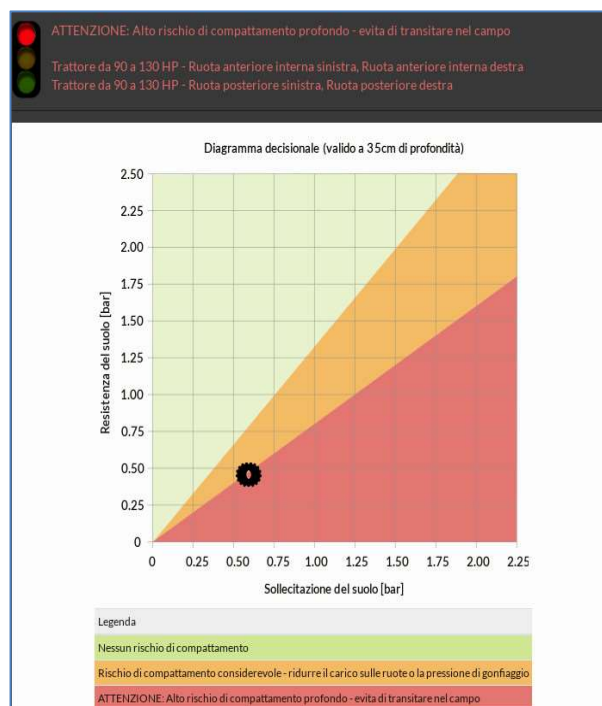 ATTENZIONE: Alto rischio di compattamento profondo - evita di transitare nel campo
Trattore da 90 a 130 HP - Ruota anteriore interna sinistra, Ruota anteriore interna destra
Trattore da 90 a 130 HP - Ruota posteriore sinistra, Ruota posteriore destra
Diagramma decisionale (valido a 35cm di profondità)
Resistenza del suolo [bar]
2.50
2.25
2.00
1.75
1.50
1.25
1.00
0.75
0.50
0.25
0
0 0.25 0.50 0.75 1.00 1.25 1.50 1.75 2.00 2.25
Sollecitazione del suolo [bar]
Legenda
Nessun rischio di compattamento
Rischio di compattamento considerevole - ridurre il carico sulle ruote o la pressione di gonfiaggio
ATTENZIONE: Alto rischio di compattamento profondo - evita di transitare nel campo